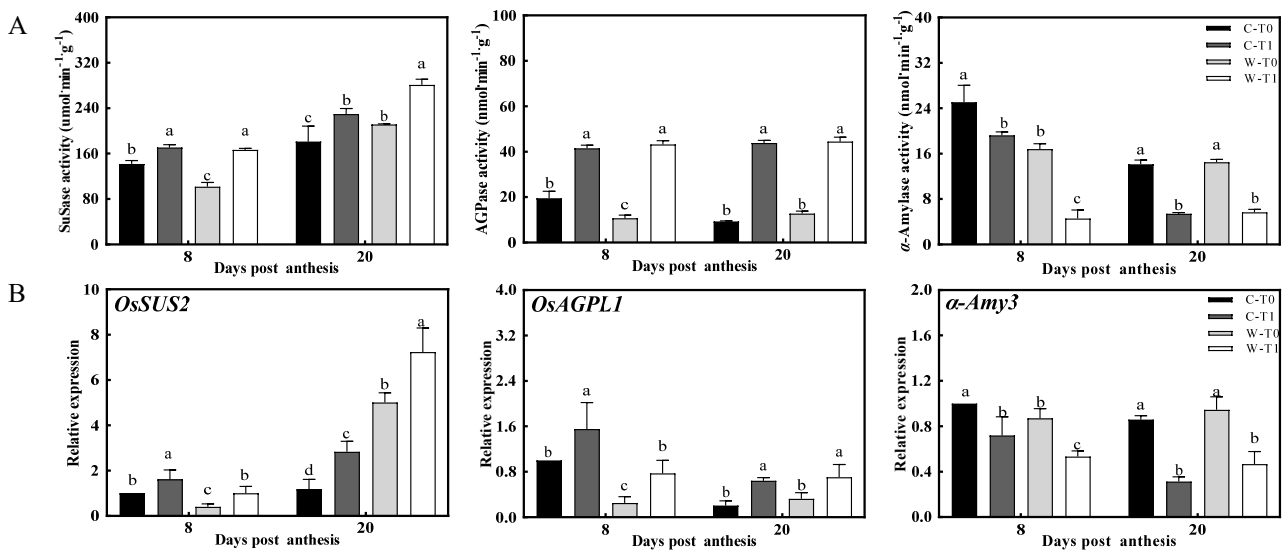 A
SuSase activity (umol·min-1·g-1)
400
320
240
160
80
0
b
a
c
a
c
b
b
a
8
20
Days post anthesis
AGPase activity (nmol·min-1·g-1)
100
80
60
40
20
0
b
a
c
a
b
a
b
a
8
20
Days post anthesis
α-Amylase activity (nmol·min-1·g-1)
40
32
24
16
8
0
a
b
b
c
a
b
a
b
C-T0
C-T1
W-T0
W-T1
8
20
Days post anthesis
B
OsSUS2
Relative expression
10
8
6
4
2
0
b
a
c
b
d
c
b
a
8
20
Days post anthesis
OsAGPL1
Relative expression
4.0
3.2
2.4
1.6
0.8
0.0
b
a
c
b
b
a
b
a
8
20
Days post anthesis
α-Amy3
Relative expression
2.0
1.6
1.2
0.8
0.4
0.0
a
b
b
c
a
b
a
b
C-T0
C-T1
W-T0
W-T1
8
20
Days post anthesis